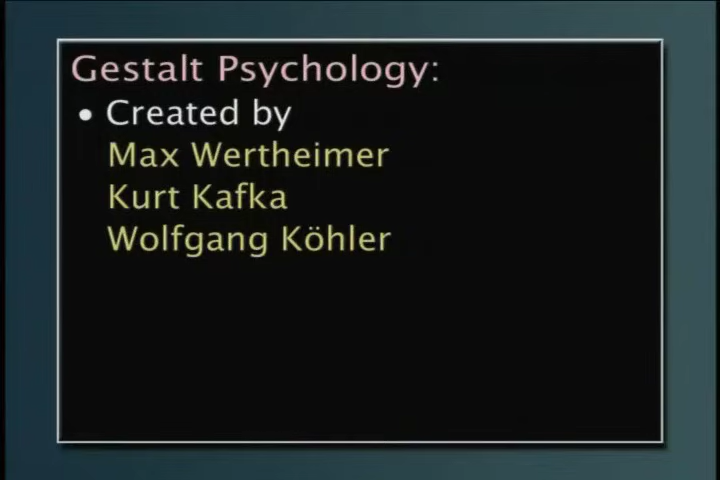 Gestalt Psychology:
• Created by
Max Wertheimer
Kurt Kafka
Wolfgang Köhler